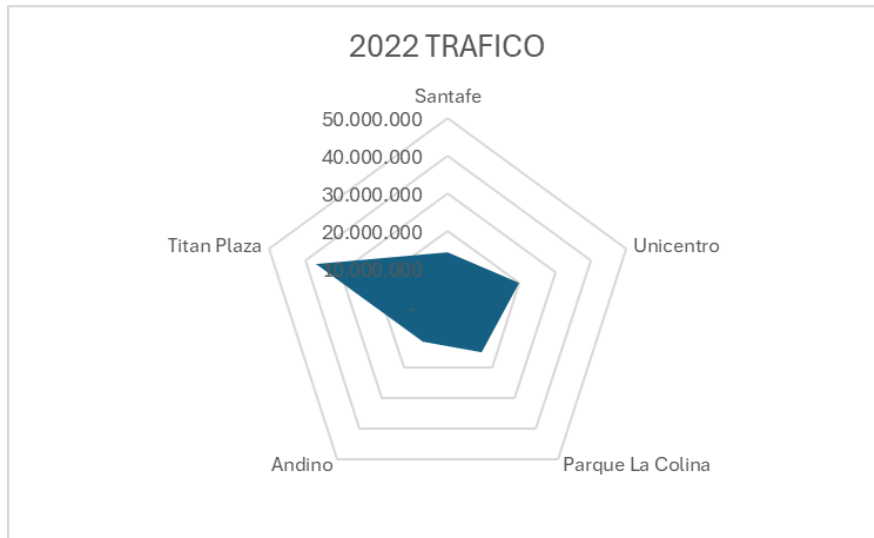 2022 TRAFICO
Santafe
50.000.000
40.000.000
30.000.000
20.000.000
10.000.000
-
Titan Plaza
Unicentro
Andino
Parque La Colina